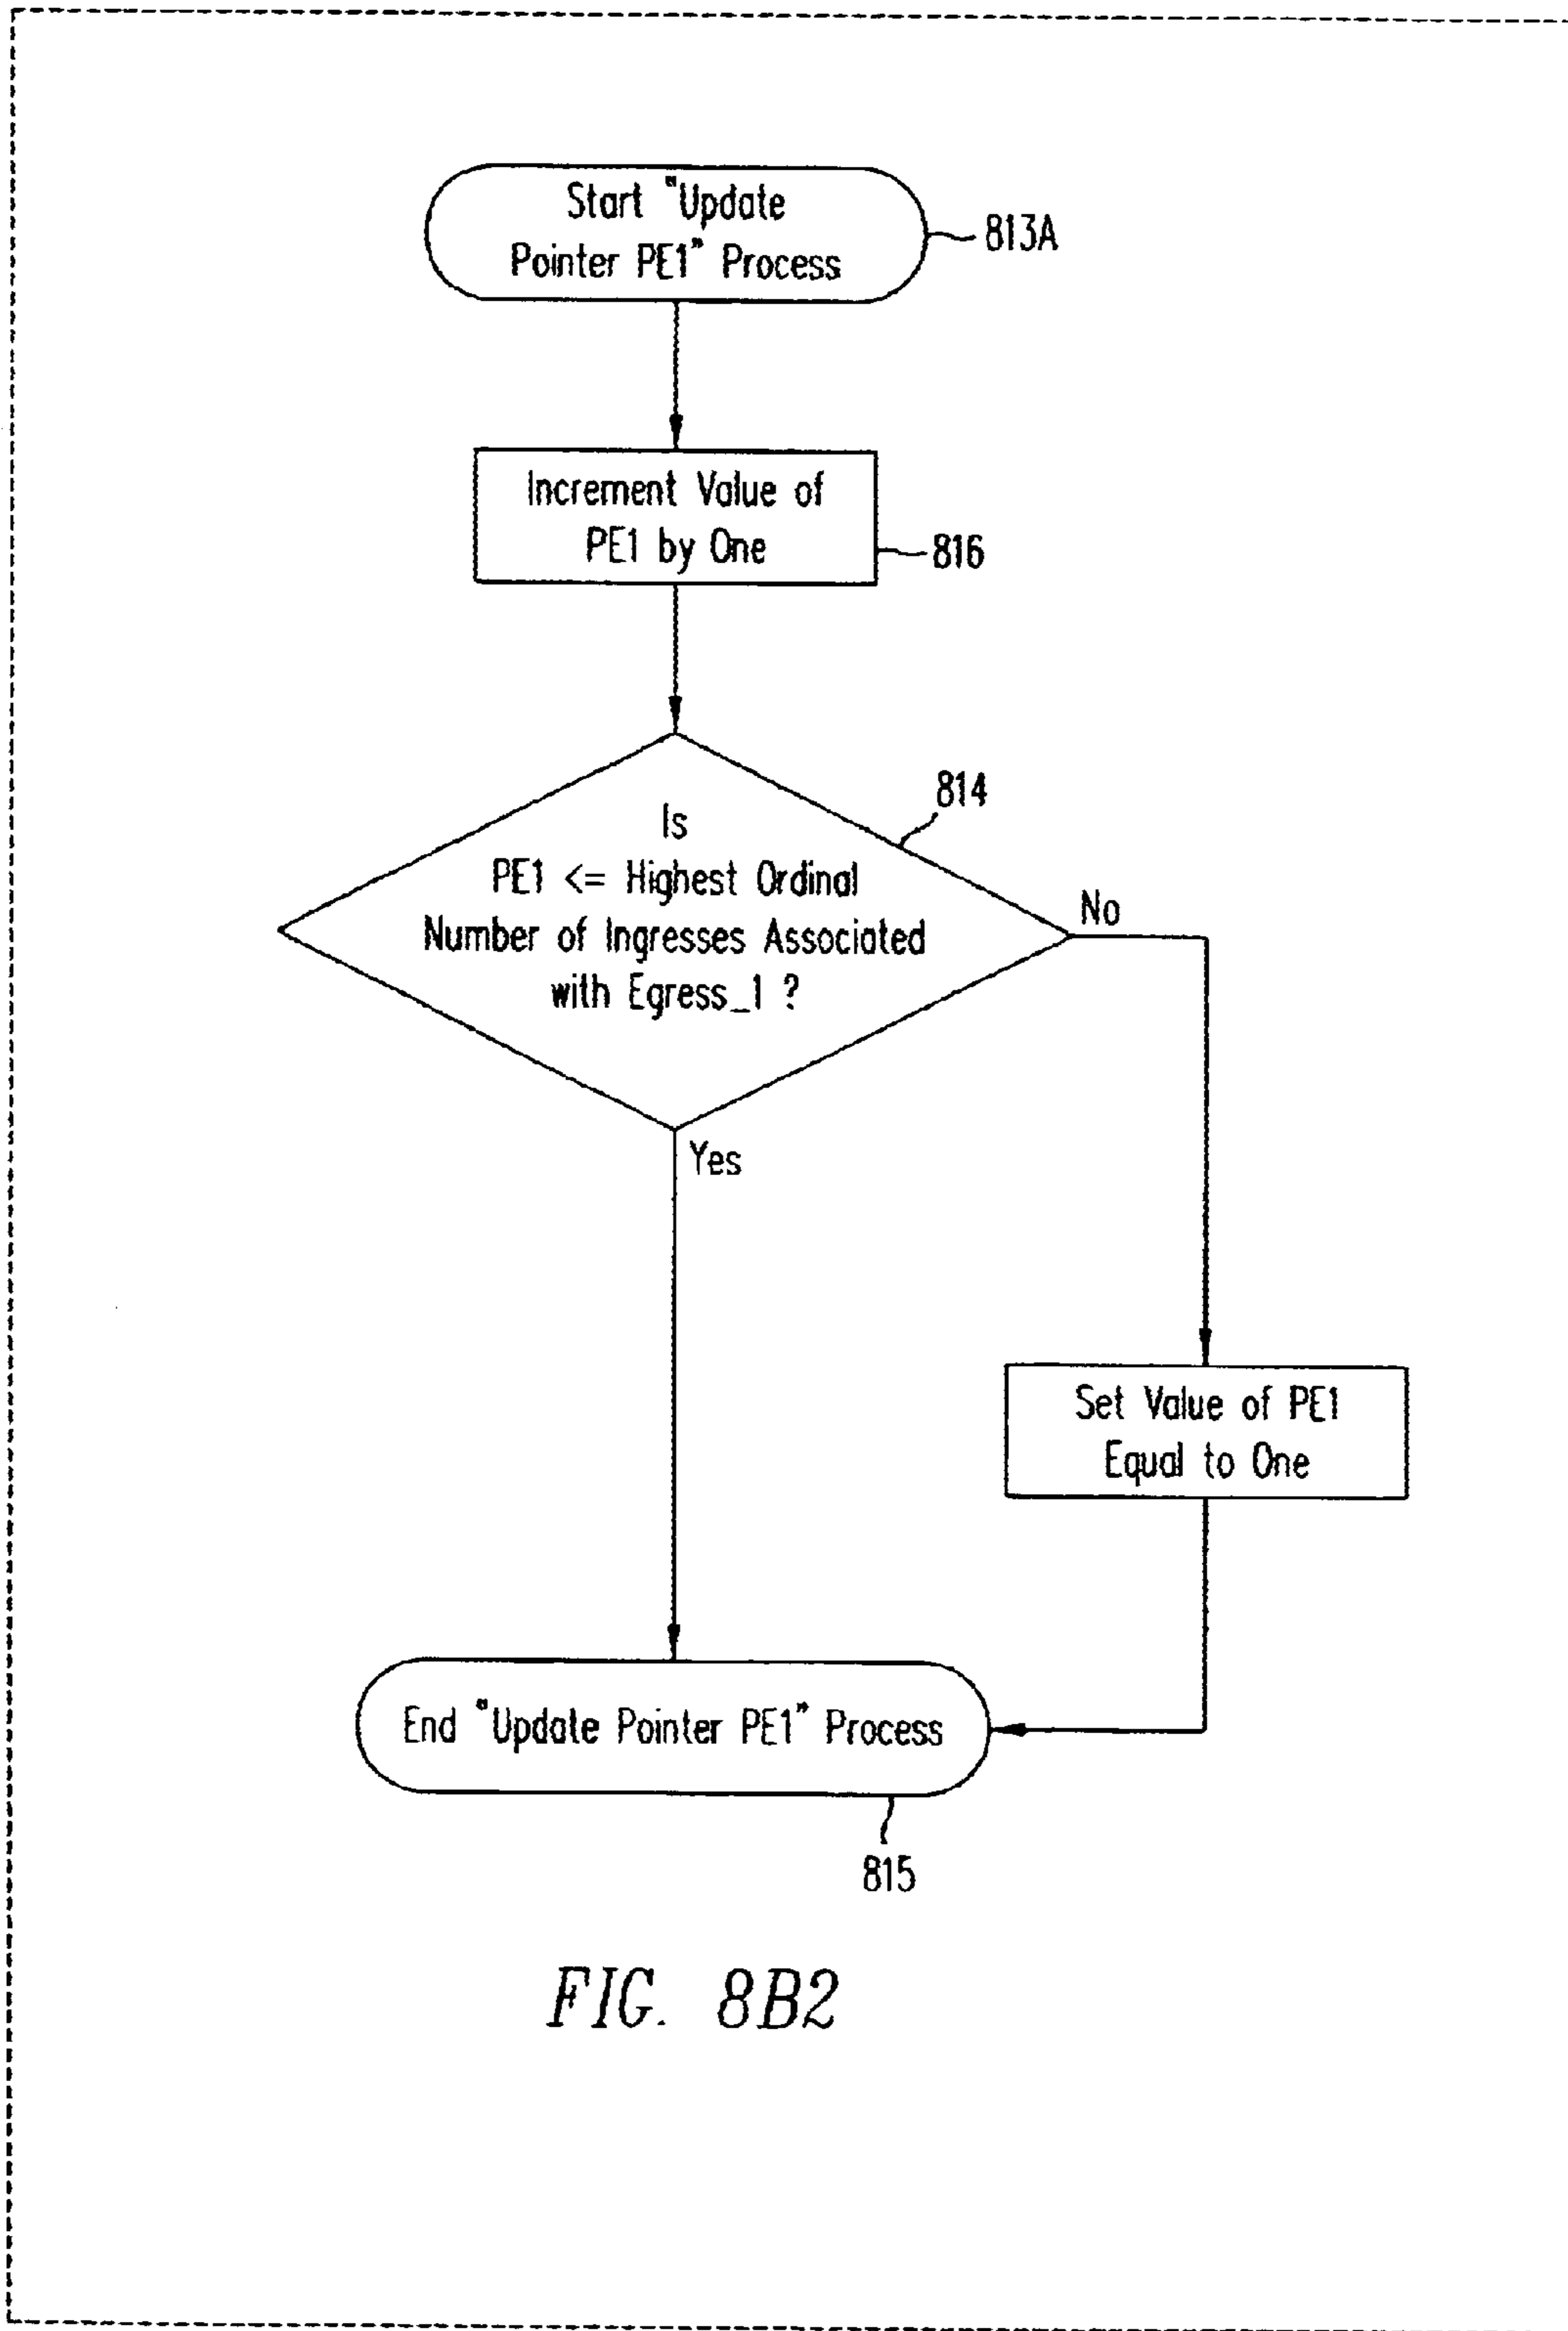 Start "Update
Pointer PE1" Process
813A
Increment Value of
PE1 by One
816
814
Is
PE1 <= Highest Ordinal
Number of Ingresses Associated
with Egress_1 ?
No
Yes
Set Value of PE1
Equal to One
End "Update Pointer PE1" Process
815
FIG. 8B2